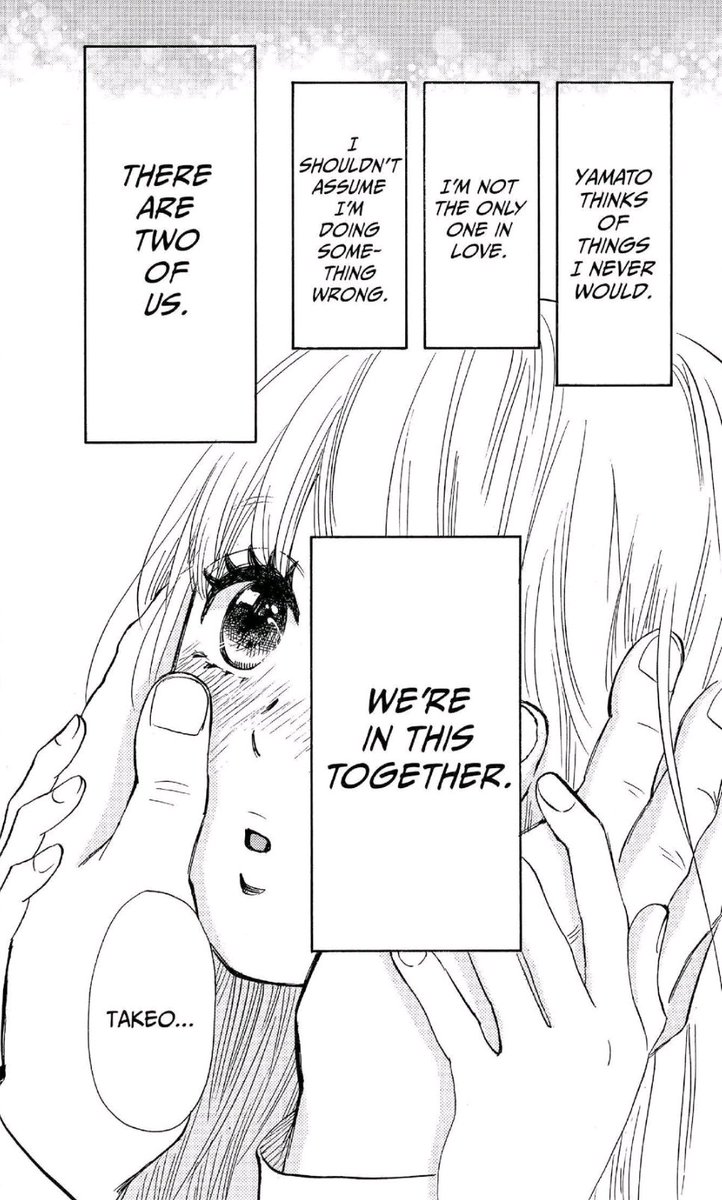 YAMATO
THINKS
OF
THINGS
I NEVER
WOULD.
I'M NOT
THE ONLY
ONE IN
LOVE.
I
SHOULDN'T
ASSUME
I'M
DOING
SOME-
THING
WRONG.
THERE
ARE
TWO
OF
US.
WE'RE
IN THIS
TOGETHER.
TAKEO...